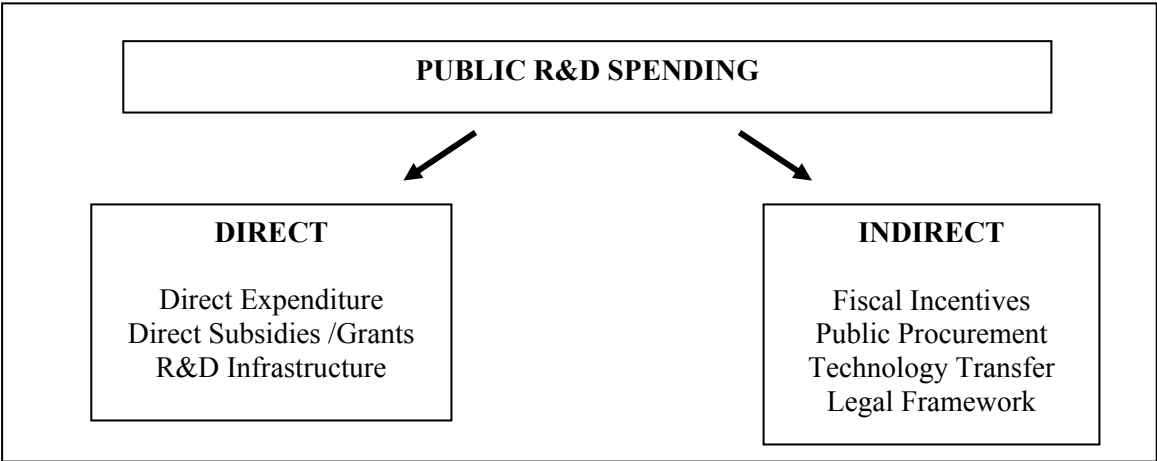 PUBLIC R&D SPENDING
DIRECT
Direct Expenditure
Direct Subsidies /Grants
R&D Infrastructure
INDIRECT
Fiscal Incentives
Public Procurement
Technology Transfer
Legal Framework